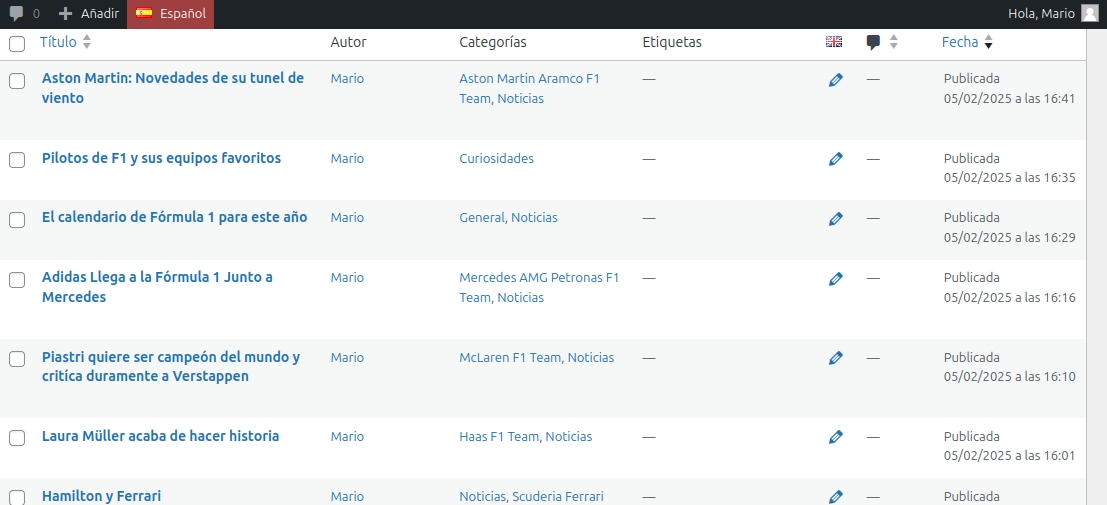 0 Añadir Español Hola, Mario
Título Autor Categorías Etiquetas Fecha
Aston Martin: Novedades de su tunel de Mario Aston Martin Aramco F1 — — Publicada
viento Team, Noticias 05/02/2025 a las 16:41
Pilotos de F1 y sus equipos favoritos Mario Curiosidades — — Publicada
05/02/2025 a las 16:35
El calendario de Fórmula 1 para este año Mario General, Noticias — — Publicada
05/02/2025 a las 16:29
Adidas Llega a la Fórmula 1 Junto a Mario Mercedes AMG Petronas F1 — — Publicada
Mercedes Team, Noticias 05/02/2025 a las 16:16
Piastri quiere ser campeón del mundo y Mario McLaren F1 Team, Noticias — — Publicada
critíca duramente a Verstappen 05/02/2025 a las 16:10
Laura Müller acaba de hacer historia Mario Haas F1 Team, Noticias — — Publicada
05/02/2025 a las 16:01
Hamilton y Ferrari Mario Noticias, Scuderia Ferrari — — Publicada